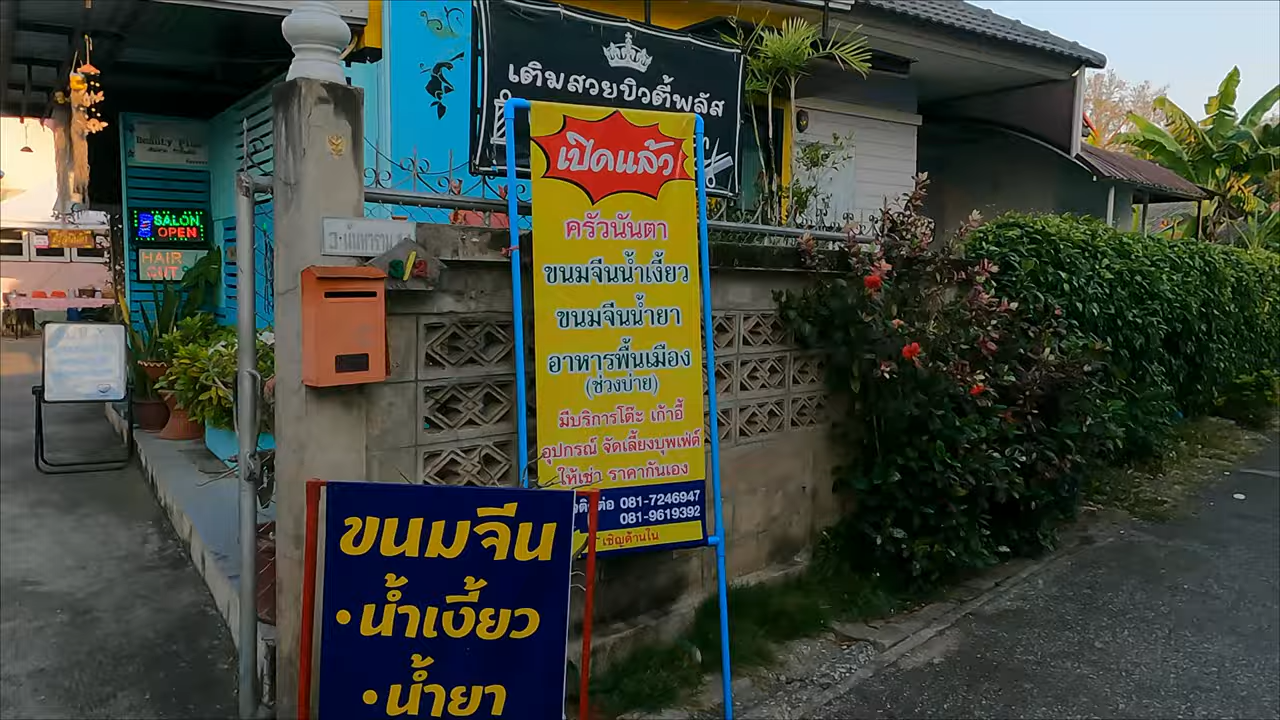 เติมสวยบิวตี้พลัส
Beauty Plus
SALON
OPEN
HAIR
CUT
เปิดแล้ว
ครัวนันตา
ขนมจีนน้ำเงี้ยว
ขนมจีนน้ำยา
อาหารพื้นเมือง
(ช่วงบ่าย)
มีบริการโต๊ะ เก้าอี้
อุปกรณ์ จัดเลี้ยงบุพเฟ่ต์
ให้เช่า ราคากันเอง
081-7246947
081-9619392
เชิญด้านใน
ขนมจีน
• น้ำเงี้ยว
• น้ำยา